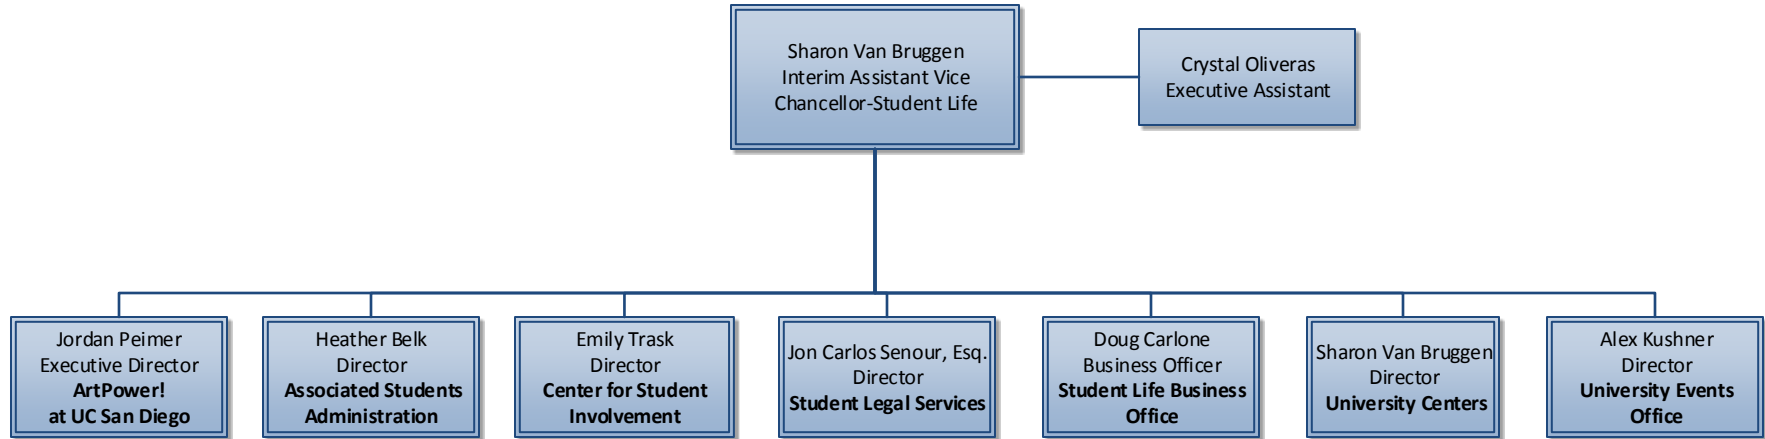 Sharon Van Bruggen
Interim Assistant Vice
Chancellor-Student Life
Crystal Oliveras
Executive Assistant
Jordan Peimer
Executive Director
ArtPower!
at UC San Diego
Heather Belk
Director
Associated Students
Administration
Emily Trask
Director
Center for Student
Involvement
Jon Carlos Senour, Esq.
Director
Student Legal Services
Doug Carlone
Business Officer
Student Life Business
Office
Sharon Van Bruggen
Director
University Centers
Alex Kushner
Director
University Events
Office